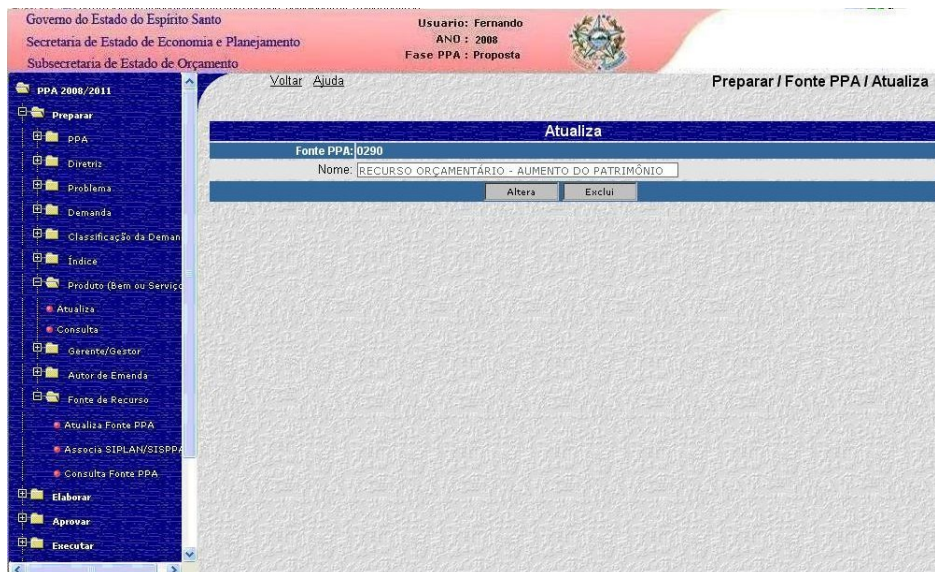 Governo do Estado do Espírito Santo
Secretaria de Estado de Economia e Planejamento
Subsecretaria de Estado de Orçamento
Usuario: Fernando
ANO : 2008
Fase PPA : Proposta
Voltar Ajuda
Preparar / Fonte PPA / Atualiza
PPA 2008/2011
Preparar
PPA
Diretriz
Problema
Demanda
Classificação da Deman
Índice
Produto (Bem ou Serviço
Atualiza
Consulta
Gerente/Gestor
Autor de Emenda
Fonte de Recurso
Atualiza Fonte PPA
Associa SIPLAN/SISPPA
Consulta Fonte PPA
Elaborar
Aprovar
Executar
Atualiza
Fonte PPA: 0290
Nome: RECURSO ORÇAMENTÁRIO - AUMENTO DO PATRIMÔNIO
Altera Exclui